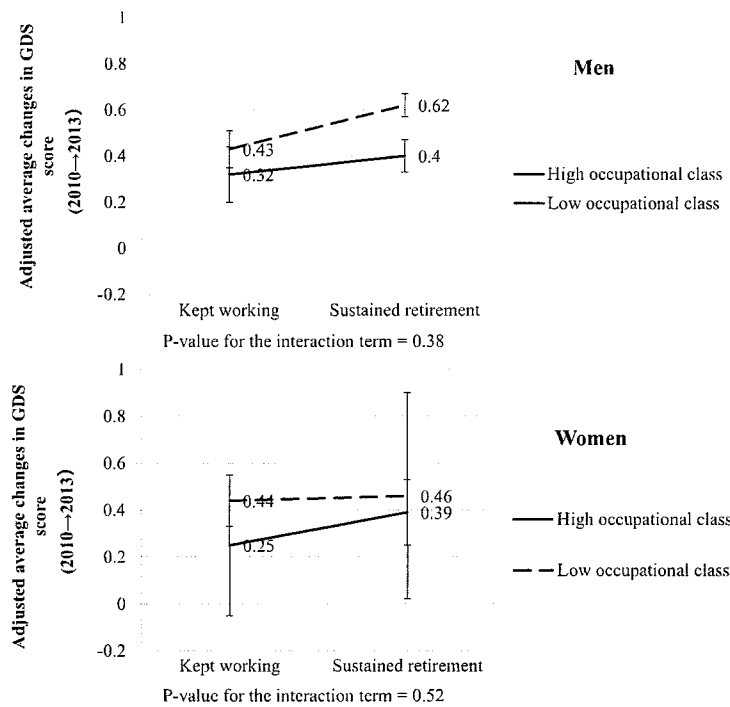 1
0.8
0.6
0.4
0.2
0
-0.2
Adjusted average changes in GDS
score
(2010→2013)
0.43
0.32
0.62
0.4
Men
High occupational class
Low occupational class
Kept working
Sustained retirement
P-value for the interaction term = 0.38
1
0.8
0.6
0.4
0.2
0
-0.2
Adjusted average changes in GDS
score
(2010→2013)
0.44
0.25
0.46
0.39
Women
High occupational class
Low occupational class
Kept working
Sustained retirement
P-value for the interaction term = 0.52